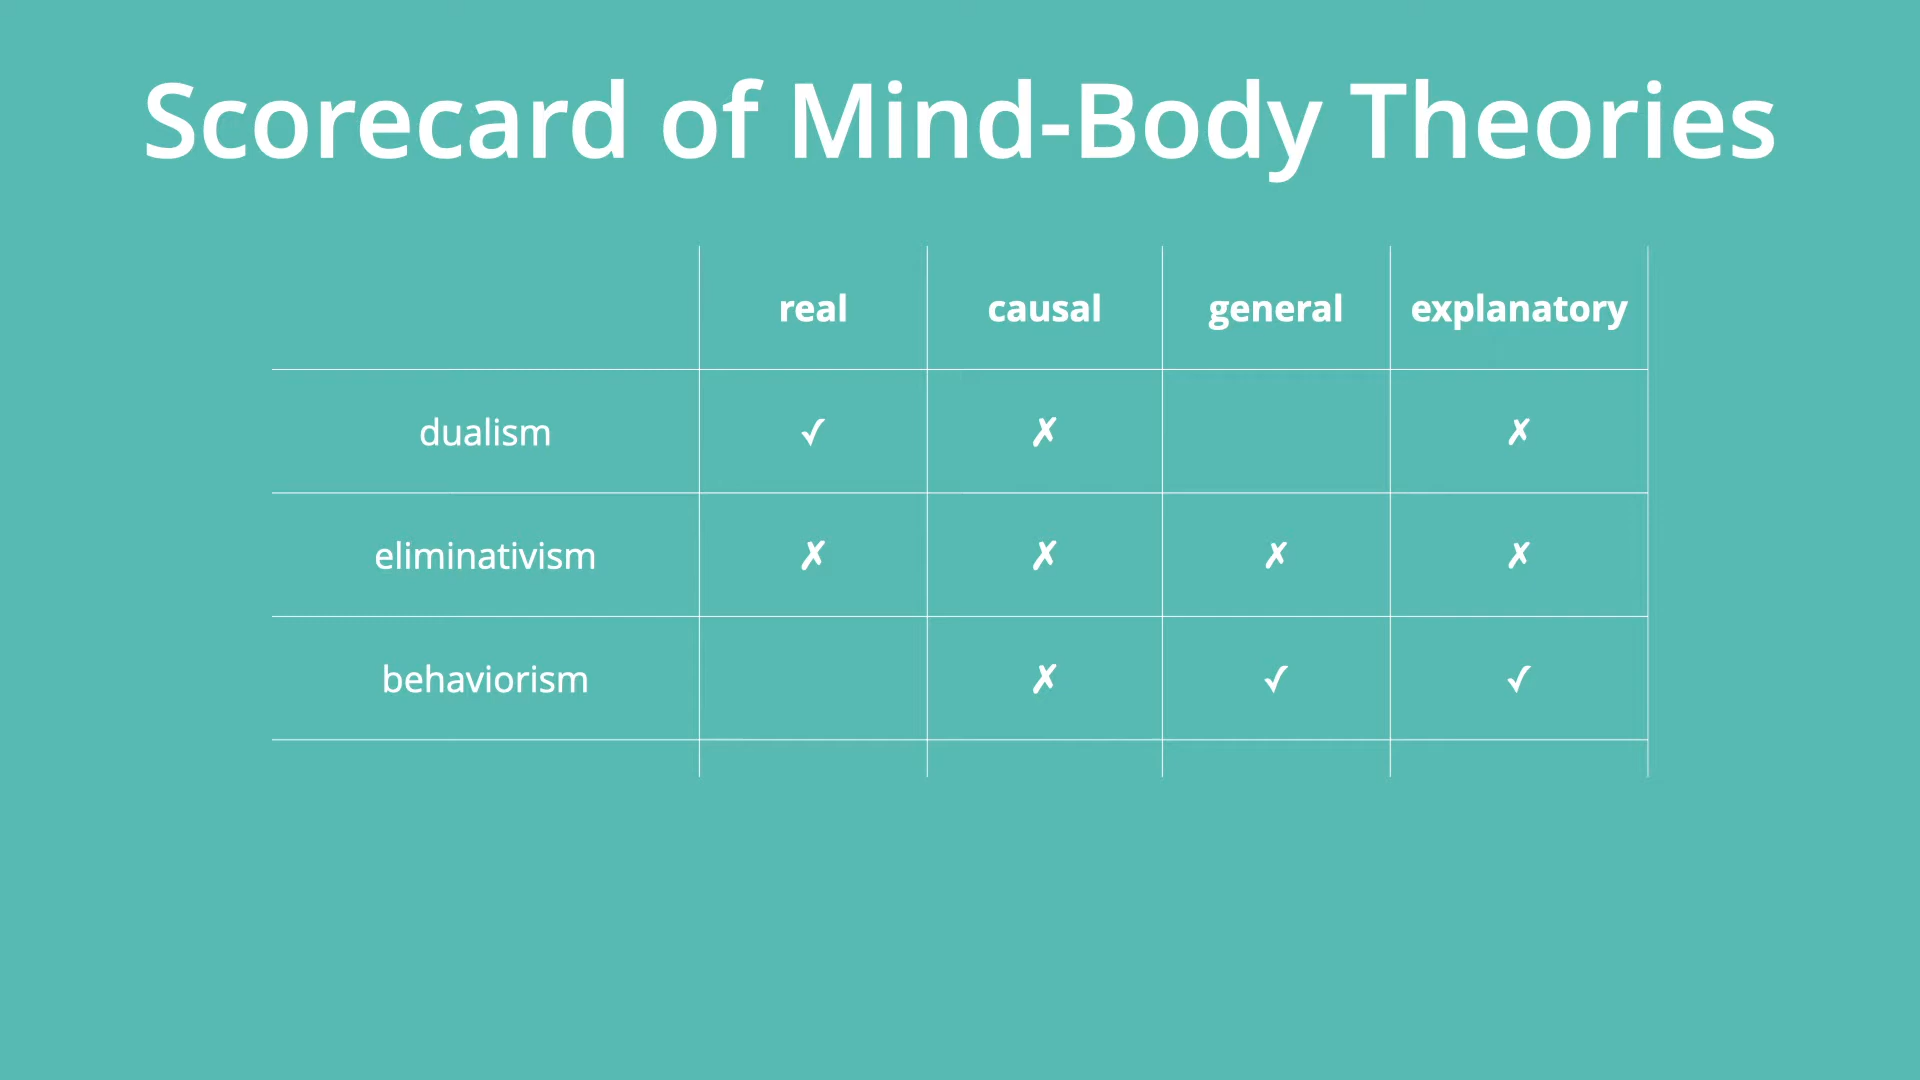 Scorecard of Mind-Body Theories
real causal general explanatory
dualism ✓ ✗ ✗
eliminativism ✗ ✗ ✗ ✗
behaviorism ✗ ✓ ✓